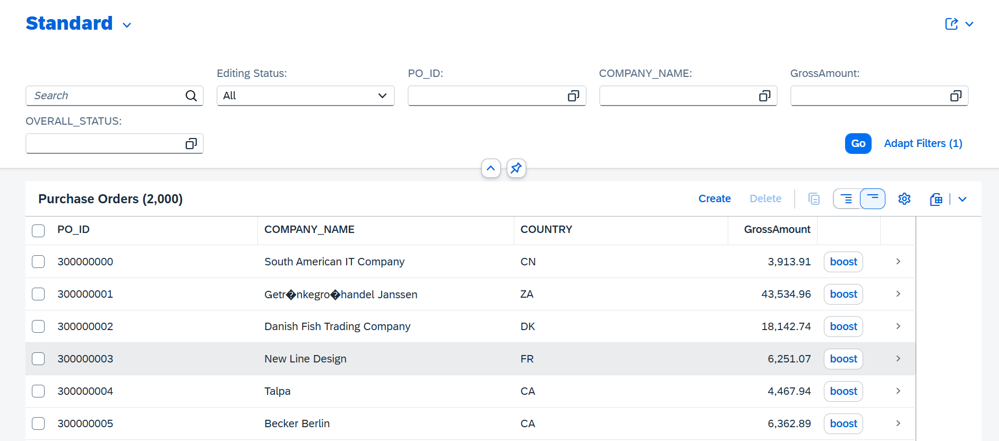 Standard
Editing Status:
PO_ID:
COMPANY_NAME:
GrossAmount:
Search
All
OVERALL_STATUS:
Go
Adapt Filters (1)
Purchase Orders (2,000)
Create
Delete
PO_ID COMPANY_NAME COUNTRY GrossAmount
300000000 South American IT Company CN 3,913.91 boost
300000001 Getr�nkegro�handel Janssen ZA 43,534.96 boost
300000002 Danish Fish Trading Company DK 18,142.74 boost
300000003 New Line Design FR 6,251.07 boost
300000004 Talpa CA 4,467.94 boost
300000005 Becker Berlin CA 6,362.89 boost